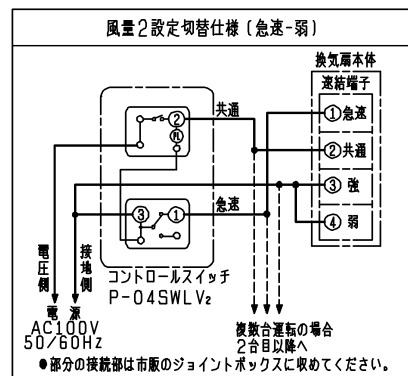 風量2設定切替仕様(急速-弱)
換気扇本体
速結端子
①急速
②共通
③強
④弱
共通
②
PL
③
①
急速
電圧側
接地側
電源
AC100V
50/60Hz
コントロールスイッチ
P-04SWLV₂
複数台運転の場合
2台目以降へ
●部分の接続部は市販のジョイントボックスに収めてください。